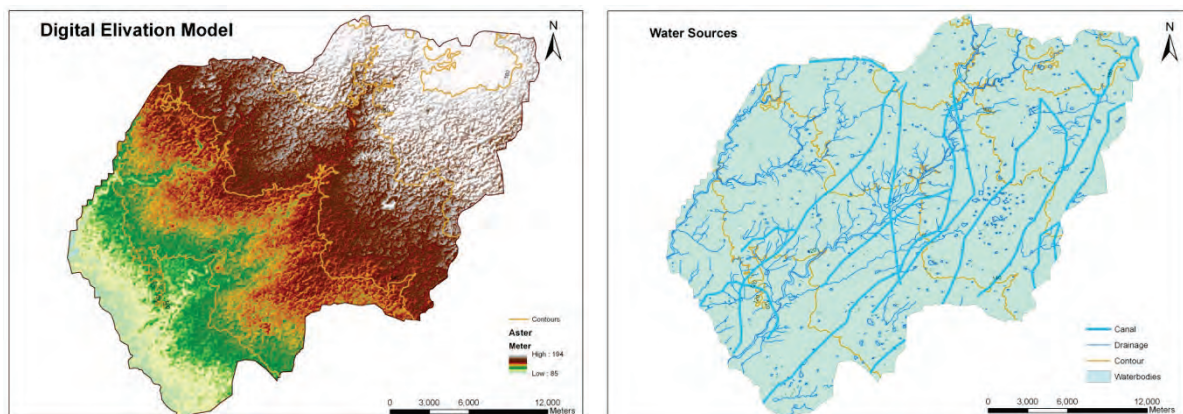 Digital Elivation Model
N
Contours
Aster
Meter
High : 194
Low : 85
0 3,000 6,000 12,000
Meters
Water Sources
N
Canal
Drainage
Contour
Waterbodies
0 3,000 6,000 12,000
Meters